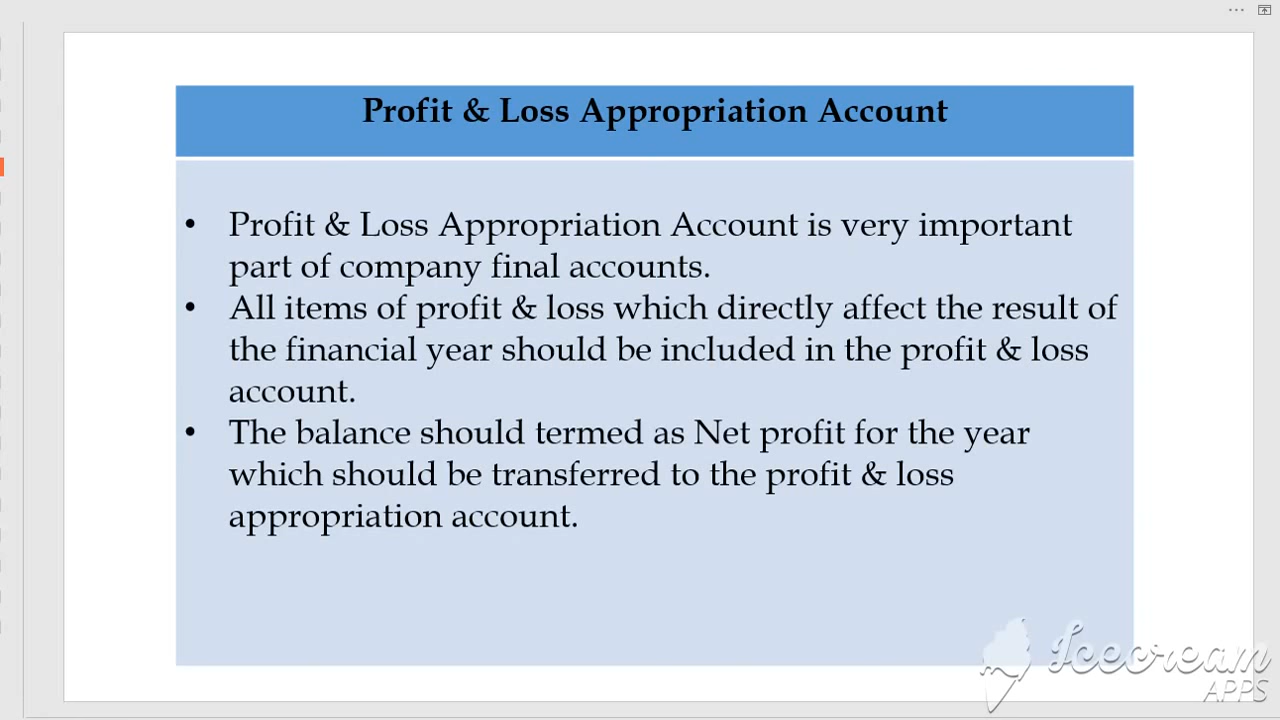 Profit & Loss Appropriation Account
• Profit & Loss Appropriation Account is very important
part of company final accounts.
• All items of profit & loss which directly affect the result of
the financial year should be included in the profit & loss
account.
• The balance should termed as Net profit for the year
which should be transferred to the profit & loss
appropriation account.
Icecream
APPS